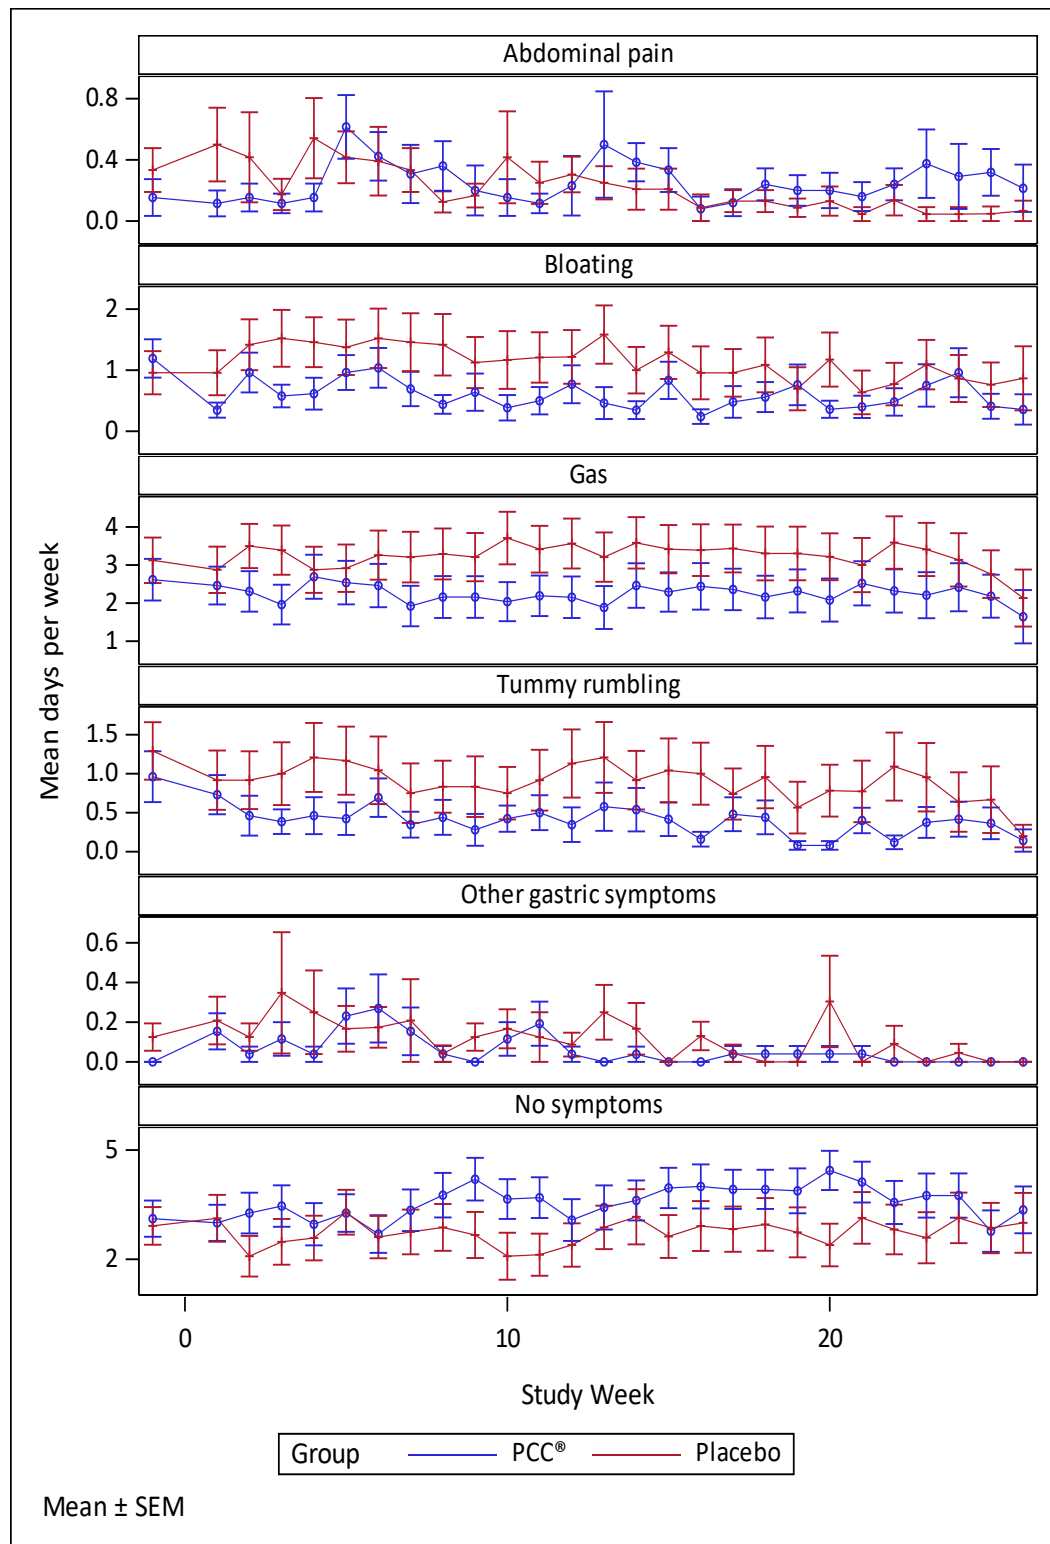 Abdominal pain
0.8
0.4
0.0
Bloating
2
1
0
Gas
4
3
2
1
Tummy rumbling
1.5
1.0
0.5
0.0
Other gastric symptoms
0.6
0.4
0.2
0.0
No symptoms
5
2
Mean days per week
0 10 20
Study Week
Group PCC® Placebo
Mean ± SEM